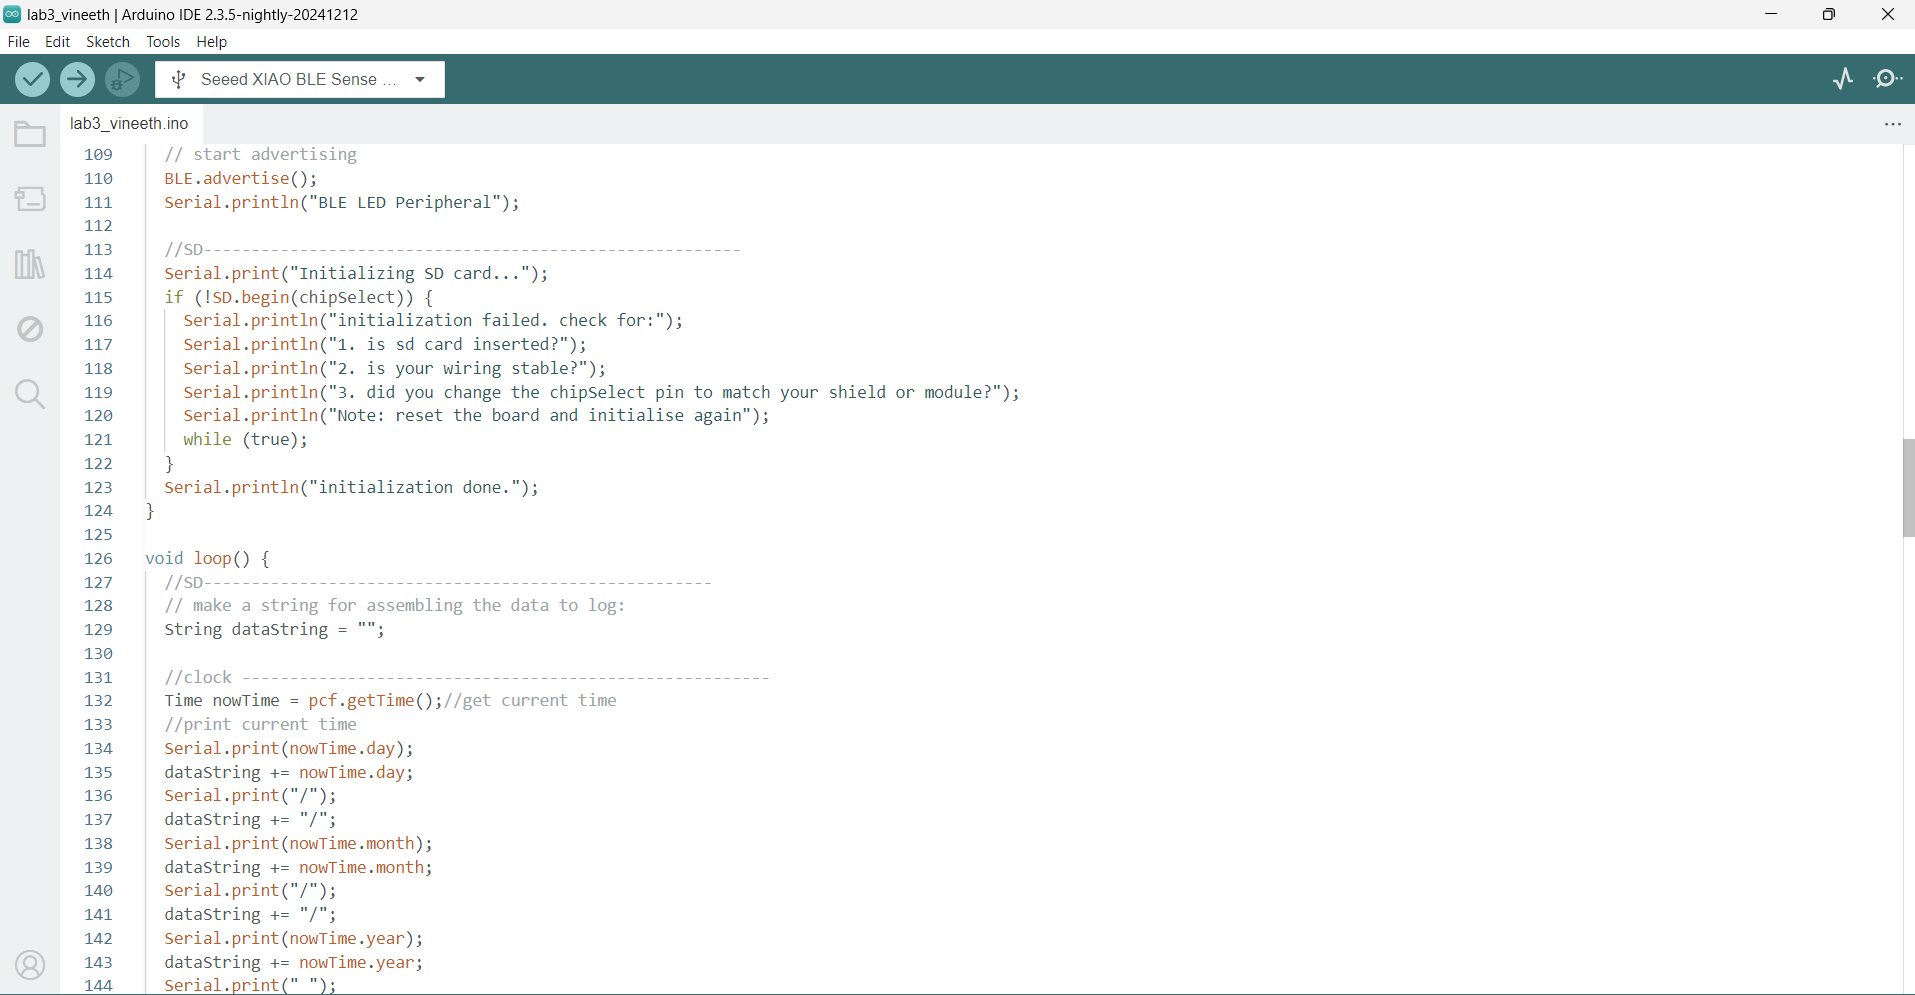 lab3_vineeth | Arduino IDE 2.3.5-nightly-20241212
File Edit Sketch Tools Help
Seeed XIAO BLE Sense ...
lab3_vineeth.ino
109 // start advertising
110 BLE.advertise();
111 Serial.println("BLE LED Peripheral");
112
113 //SD--------------------------------------------------------
114 Serial.print("Initializing SD card...");
115 if (!SD.begin(chipSelect)) {
116 Serial.println("initialization failed. check for:");
117 Serial.println("1. is sd card inserted?");
118 Serial.println("2. is your wiring stable?");
119 Serial.println("3. did you change the chipSelect pin to match your shield or module?");
120 Serial.println("Note: reset the board and initialise again");
121 while (true);
122 }
123 Serial.println("initialization done.");
124 }
125
126 void loop() {
127 //SD-----------------------------------------------------
128 // make a string for assembling the data to log:
129 String dataString = "";
130
131 //clock -------------------------------------------------------
132 Time nowTime = pcf.getTime();//get current time
133 //print current time
134 Serial.print(nowTime.day);
135 dataString += nowTime.day;
136 Serial.print("/");
137 dataString += "/";
138 Serial.print(nowTime.month);
139 dataString += nowTime.month;
140 Serial.print("/");
141 dataString += "/";
142 Serial.print(nowTime.year);
143 dataString += nowTime.year;
144 Serial.print(" ");